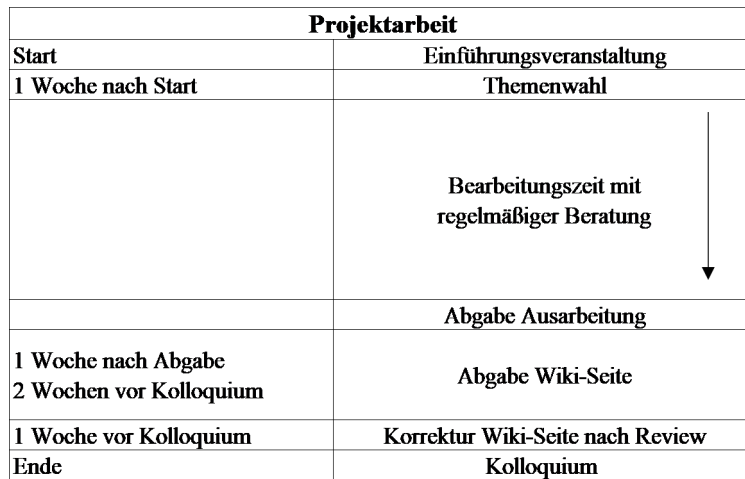 Projektarbeit
Start
Einführungsveranstaltung
1 Woche nach Start
Themenwahl
Bearbeitungszeit mit
regelmäßiger Beratung
Abgabe Ausarbeitung
1 Woche nach Abgabe
2 Wochen vor Kolloquium
Abgabe Wiki-Seite
1 Woche vor Kolloquium
Korrektur Wiki-Seite nach Review
Ende
Kolloquium